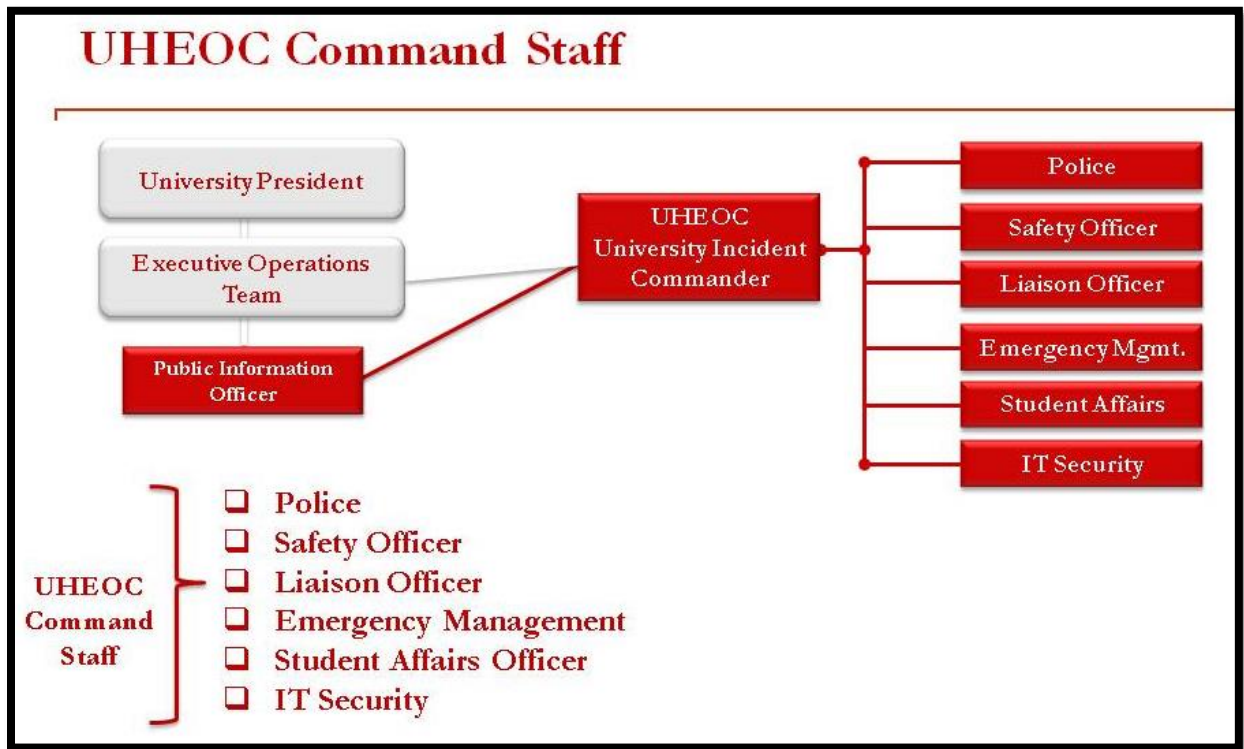 UHEOC Command Staff
University President
Executive Operations
Team
Public Information
Officer
UHEOC
University Incident
Commander
Police
Safety Officer
Liaison Officer
Emergency Mgmt.
Student Affairs
IT Security
UHEOC
Command
Staff
Police
Safety Officer
Liaison Officer
Emergency Management
Student Affairs Officer
IT Security